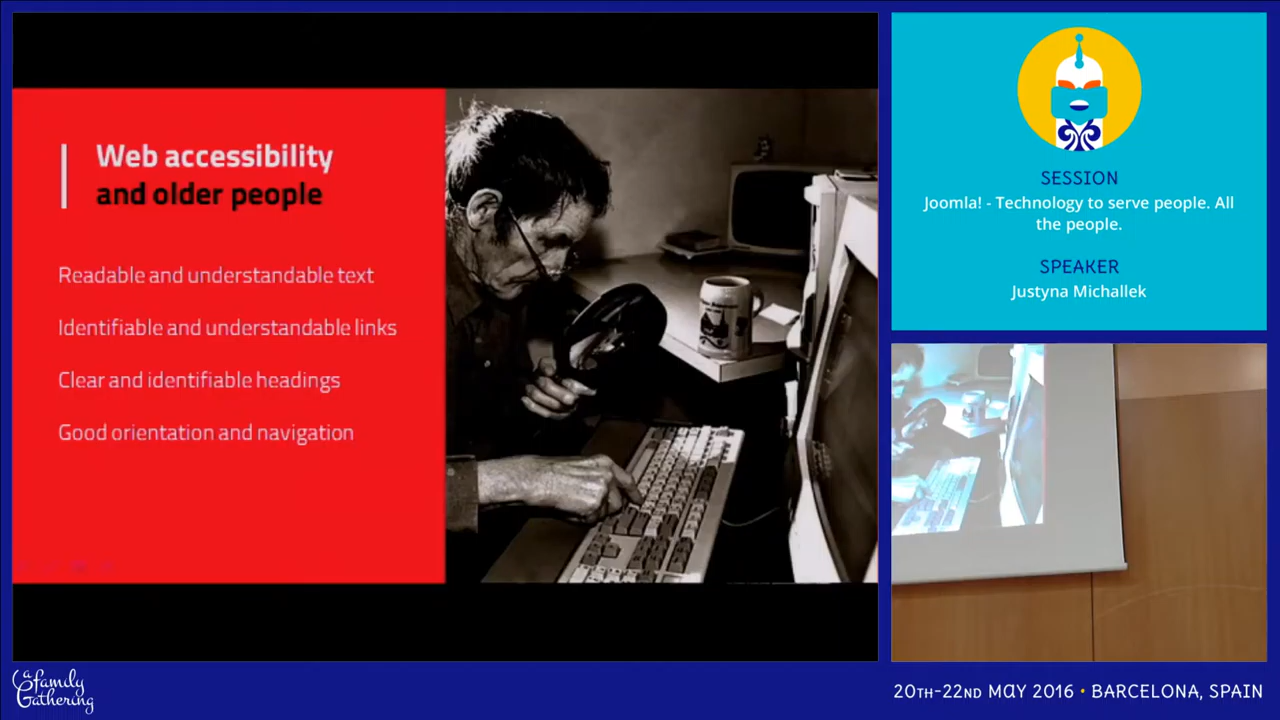 Web accessibility
and older people
Readable and understandable text
Identifiable and understandable links
Clear and identifiable headings
Good orientation and navigation
SESSION
Joomla! - Technology to serve people. All
the people.
SPEAKER
Justyna Michallek
a family
Gathering
20TH-22ND MAY 2016 • BARCELONA, SPAIN